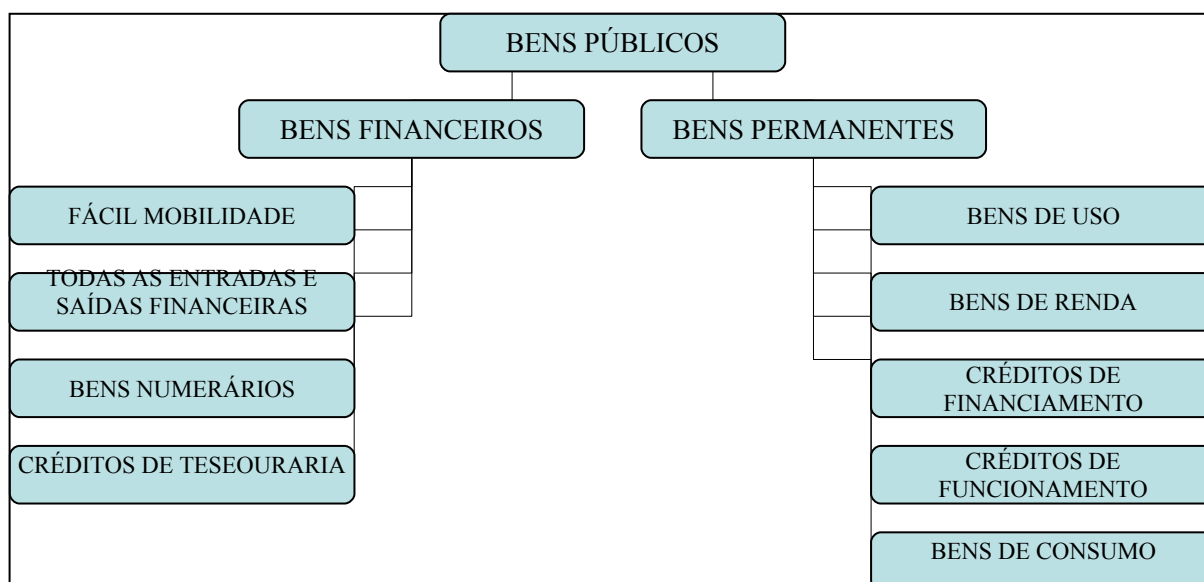 BENS PÚBLICOS
BENS FINANCEIROS
BENS PERMANENTES
FÁCIL MOBILIDADE
TODAS AS ENTRADAS E
SAÍDAS FINANCEIRAS
BENS NUMERÁRIOS
CRÉDITOS DE TESEOURARIA
BENS DE USO
BENS DE RENDA
CRÉDITOS DE
FINANCIAMENTO
CRÉDITOS DE
FUNCIONAMENTO
BENS DE CONSUMO